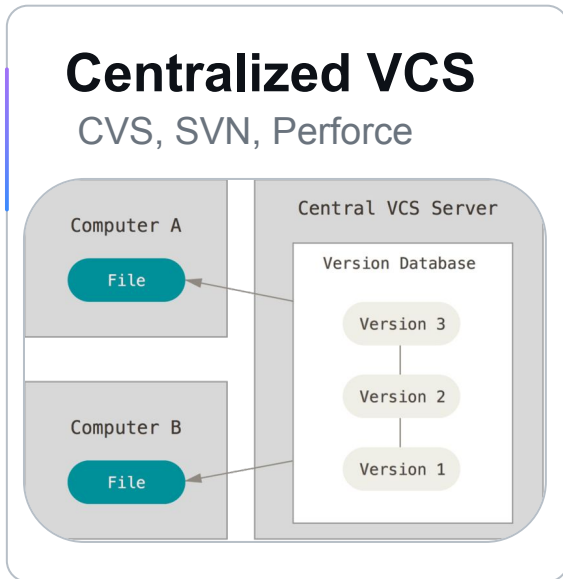 Centralized VCS
CVS, SVN, Perforce
Computer A
File
Computer B
File
Central VCS Server
Version Database
Version 3
Version 2
Version 1